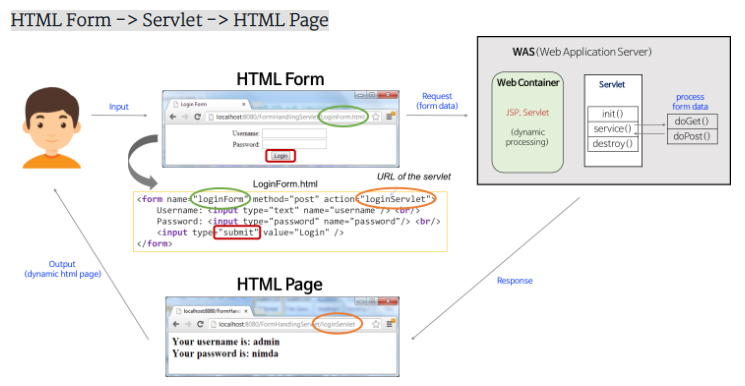 HTML Form -> Servlet -> HTML Page
HTML Form
Input
Login Form
localhost:8080/FormHandlingServlet/LoginForm.html
Username:
Password:
Login
Request
(form data)
WAS(Web Application Server)
Web Container
JSP, Servlet
(dynamic
processing)
Servlet
init()
service()
destroy()
process
form data
doGet()
doPost()
URL of the servlet
LoginForm.html
<form name="loginForm" method="post" action="loginServlet">
Username: <input type="text" name="username"/> <br/>
Password: <input type="password" name="password"/> <br/>
<input type="submit" value="Login" />
</form>
Output
(dynamic html page)
Response
HTML Page
localhost:8080/FormHand
localhost:8080/FormHandlingServlet/loginServlet
Your username is: admin
Your password is: nimda